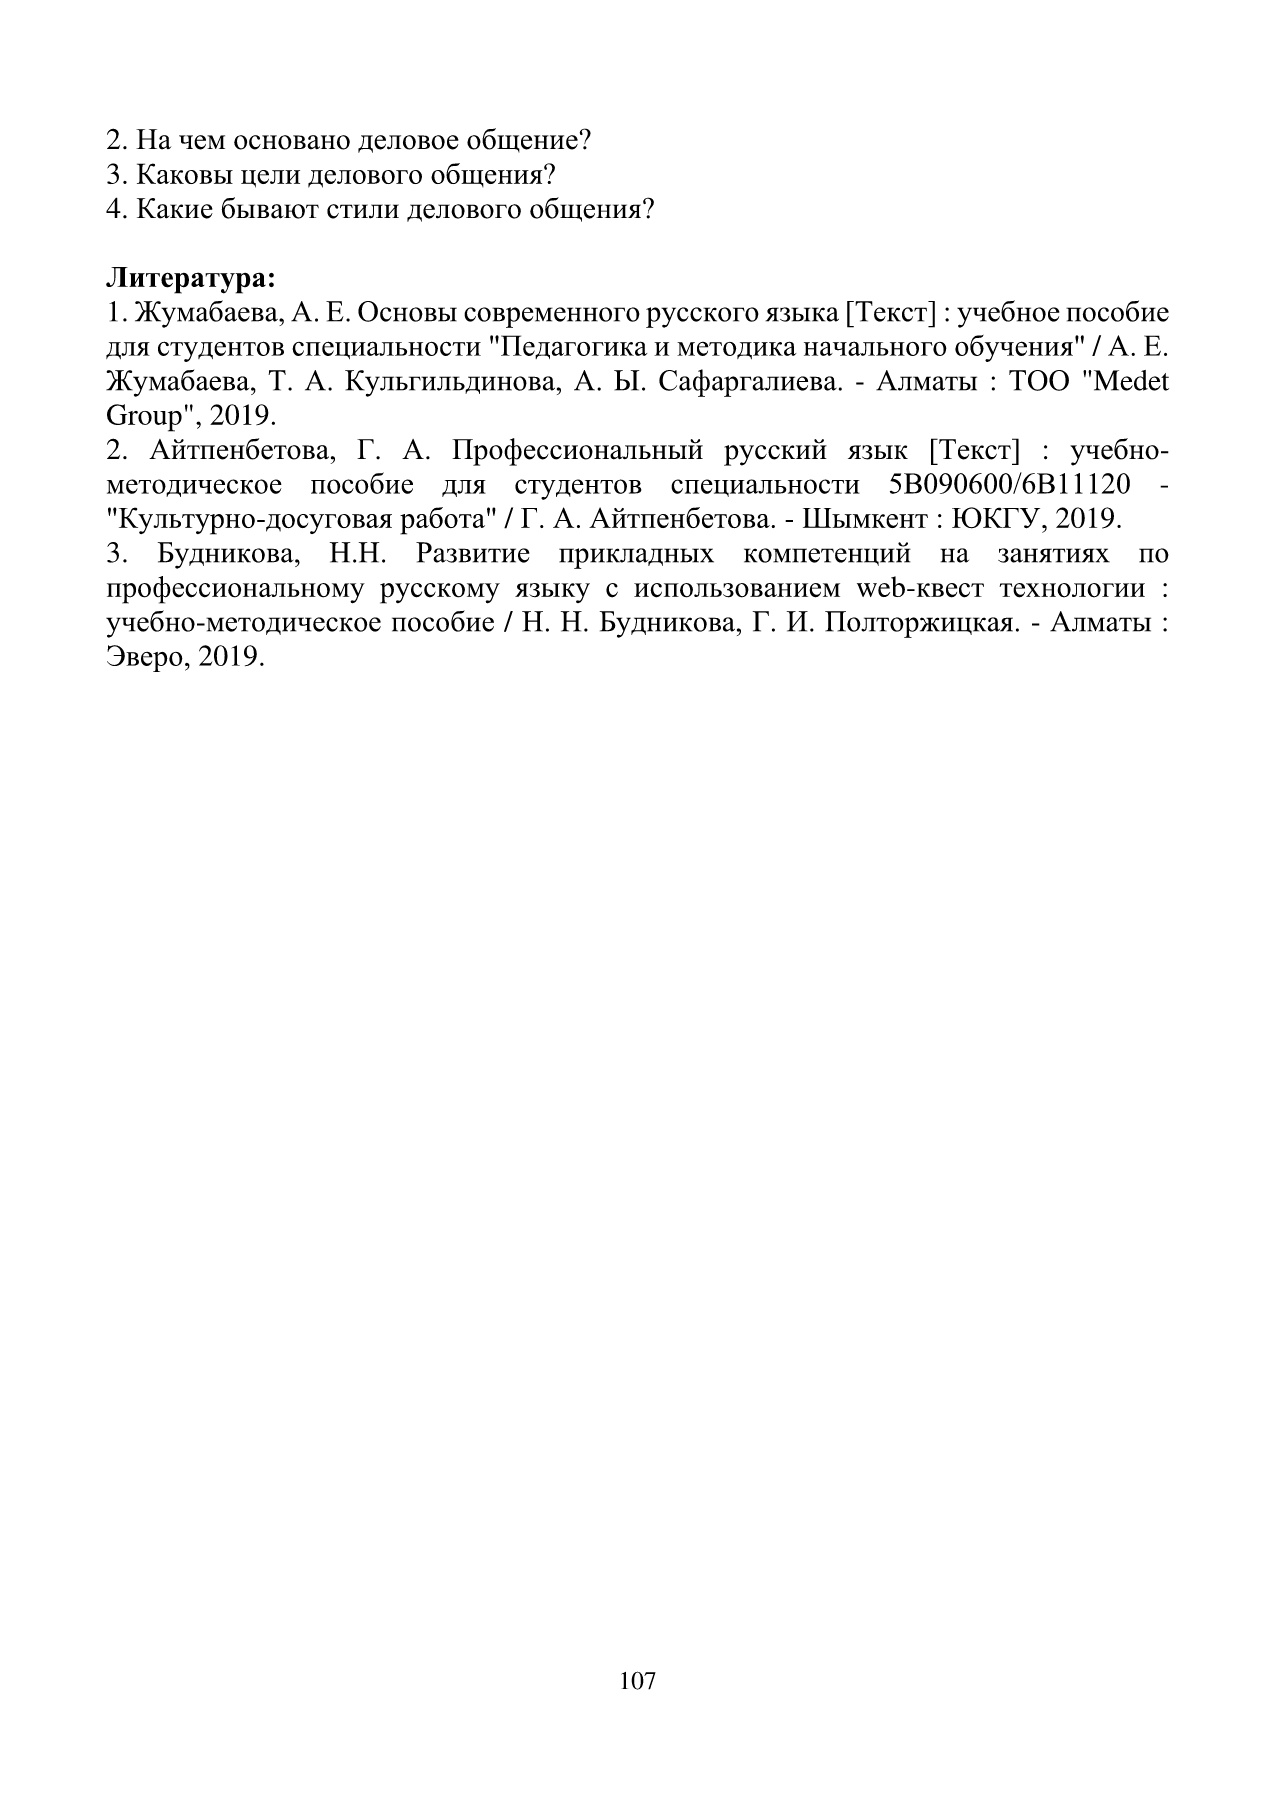 2. На чем основано деловое общение?
3. Каковы цели делового общения?
4. Какие бывают стили делового общения?
Литература:
1. Жумабаева, А. Е. Основы современного русского языка [Текст] : учебное пособие
для студентов специальности "Педагогика и методика начального обучения" / А. Е.
Жумабаева, Т. А. Кульгильдинова, А. Ы. Сафаргалиева. - Алматы : ТОО "Medet
Group", 2019.
2. Айтпенбетова, Г. А. Профессиональный русский язык [Текст] : учебно-
методическое пособие для студентов специальности 5В090600/6В11120 -
"Культурно-досуговая работа" / Г. А. Айтпенбетова. - Шымкент : ЮКГУ, 2019.
3. Будникова, Н.Н. Развитие прикладных компетенций на занятиях по
профессиональному русскому языку с использованием web-квест технологии :
учебно-методическое пособие / Н. Н. Будникова, Г. И. Полторжицкая. - Алматы :
Эверо, 2019.
107